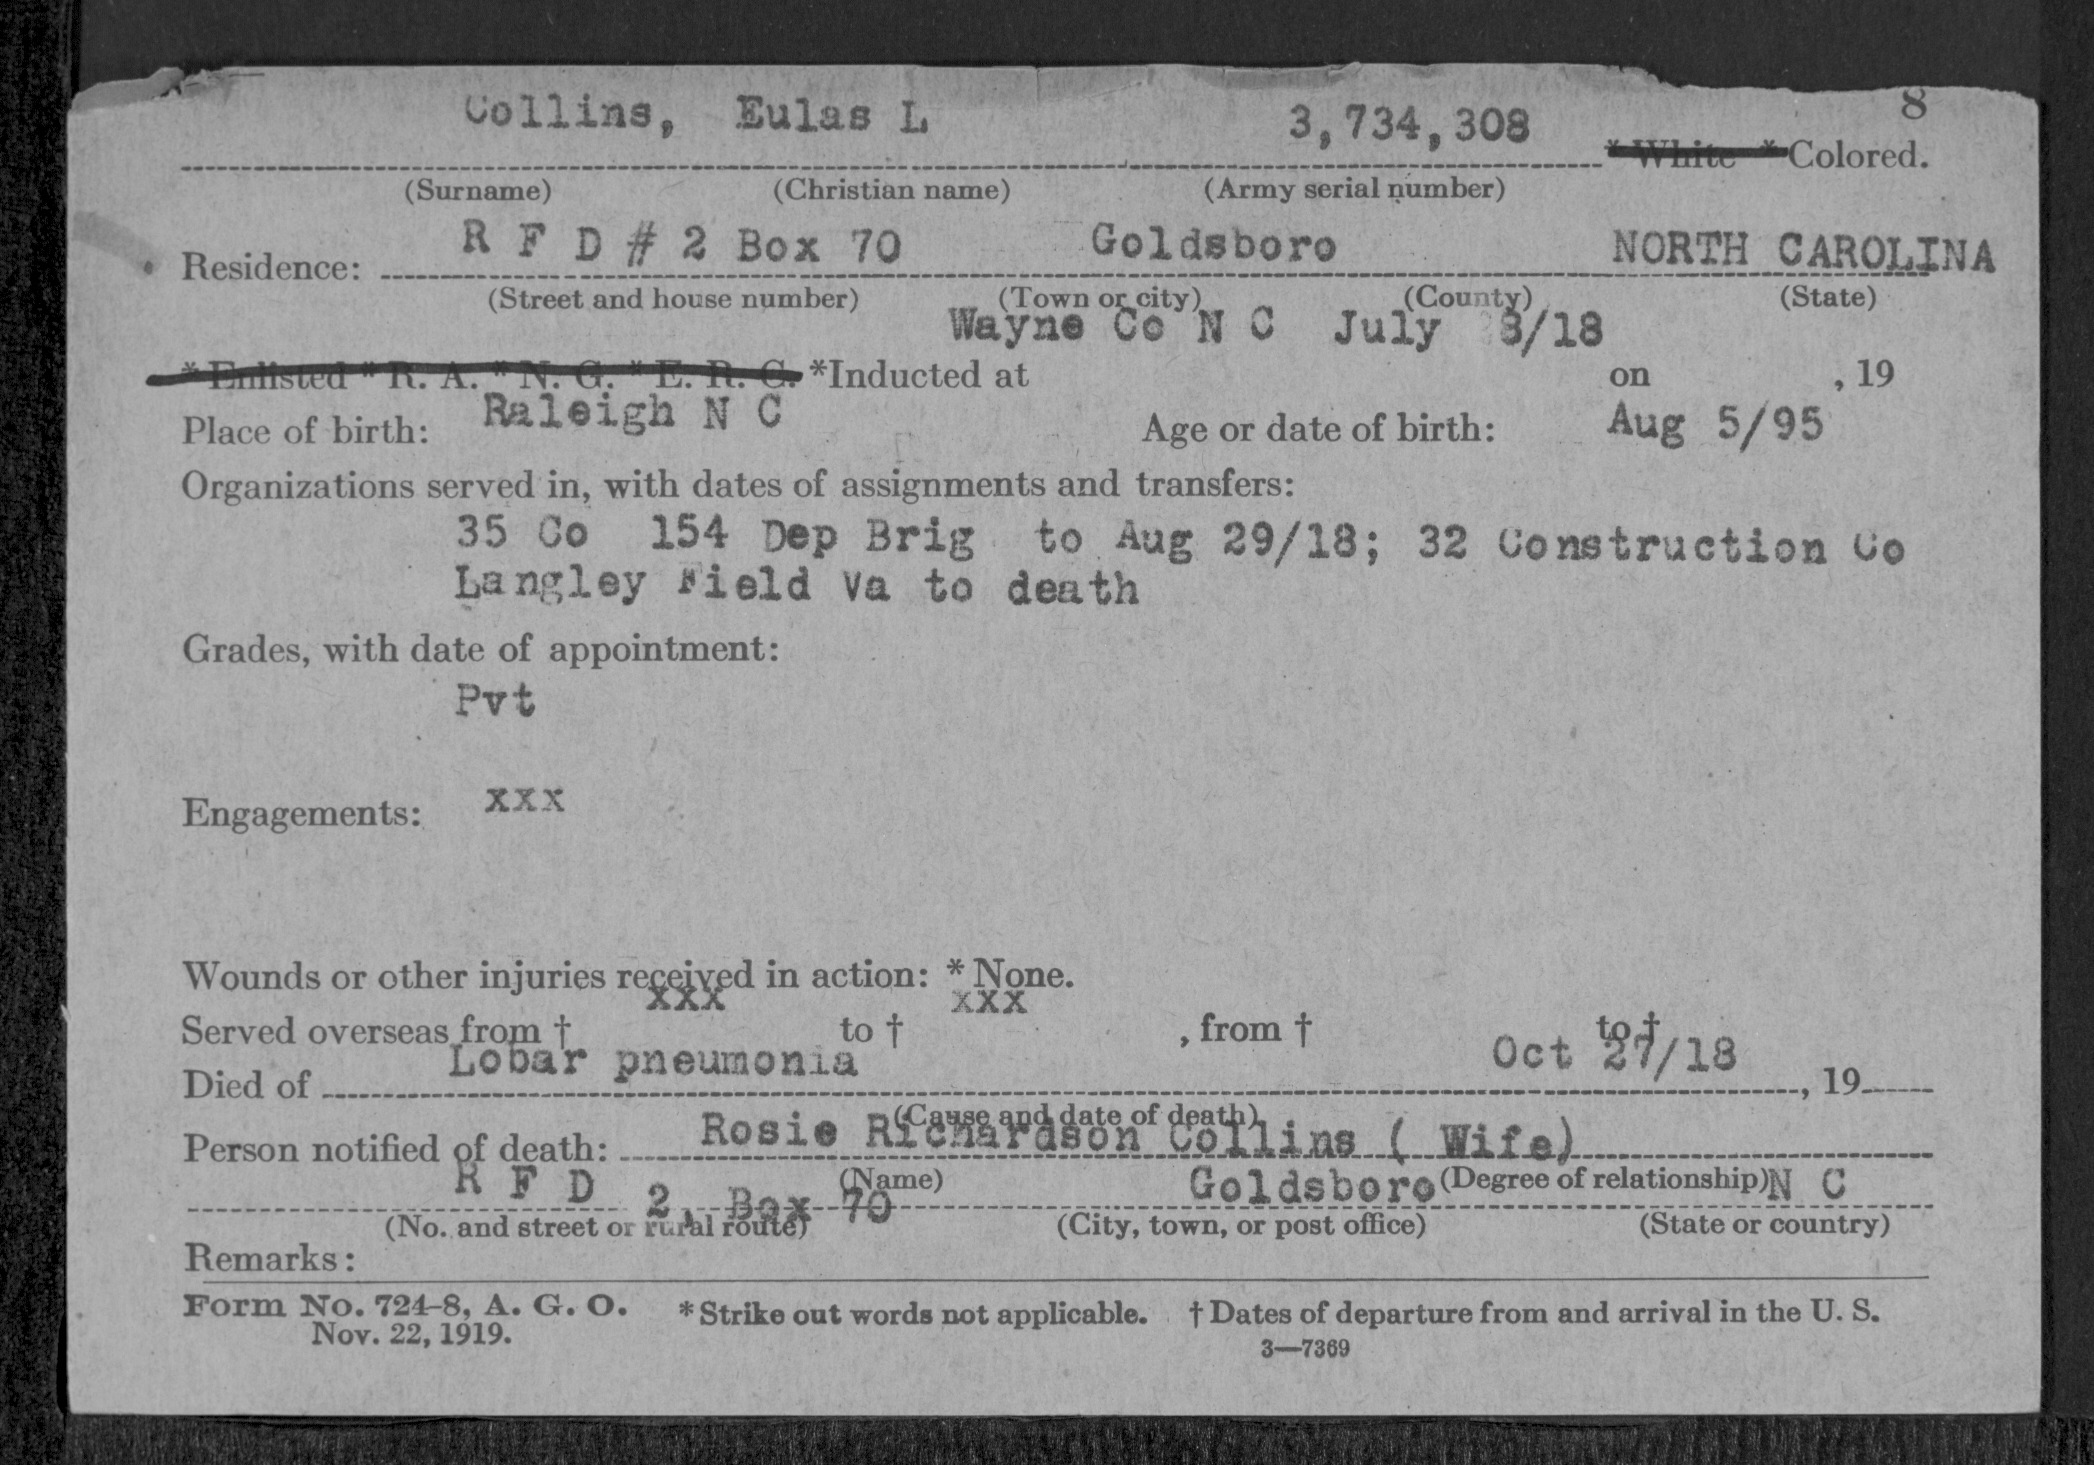 8
Collins, Eulas L 3,734,308 * White * Colored.
(Surname) (Christian name) (Army serial number)
Residence: R F D # 2 Box 70 Goldsboro NORTH CAROLINA
(Street and house number) (Town or city) (County) (State)
Wayne Co N C July /18
* Enlisted * R. A. * N. G. * E. R. C. *Inducted at on , 19
Place of birth: Raleigh N C Age or date of birth: Aug 5/95
Organizations served in, with dates of assignments and transfers:
35 Co 154 Dep Brig to Aug 29/18; 32 Construction Co
Langley Field Va to death
Grades, with date of appointment:
Pvt
Engagements: xxx
Wounds or other injuries received in action: * None.
xxx xxx
Served overseas from † to † , from † to †
Died of Lobar pneumonia Oct 27/18 , 19
(Cause and date of death)
Person notified of death: Rosie Richardson Collins ( Wife)
(Name) (Degree of relationship)
R F D 2, Box 70 Goldsboro N C
(No. and street or rural route) (City, town, or post office) (State or country)
Remarks:
Form No. 724-8, A. G. O. * Strike out words not applicable. † Dates of departure from and arrival in the U. S.
Nov. 22, 1919. 3—7369